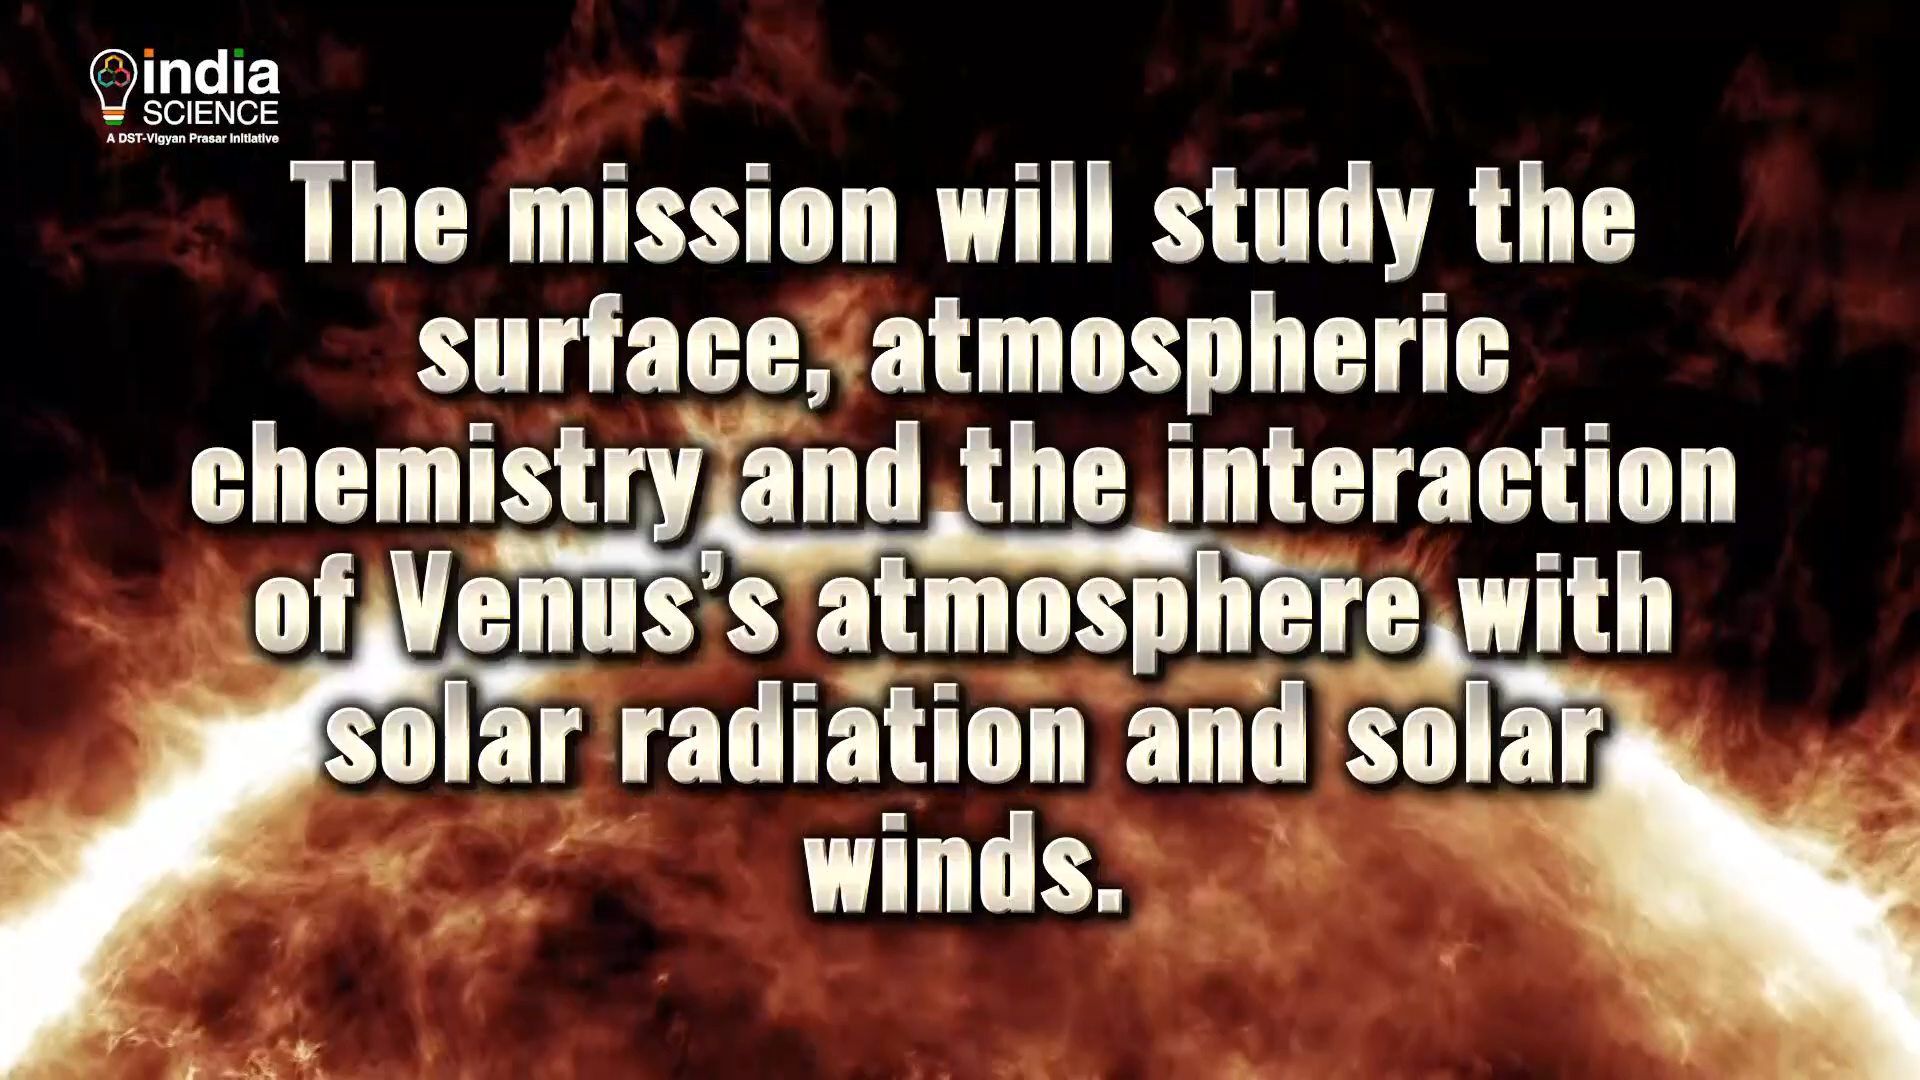 india
SCIENCE
A DST-Vigyan Prasar Initiative
The mission will study the
surface, atmospheric
chemistry and the interaction
of Venus’s atmosphere with
solar radiation and solar
winds.